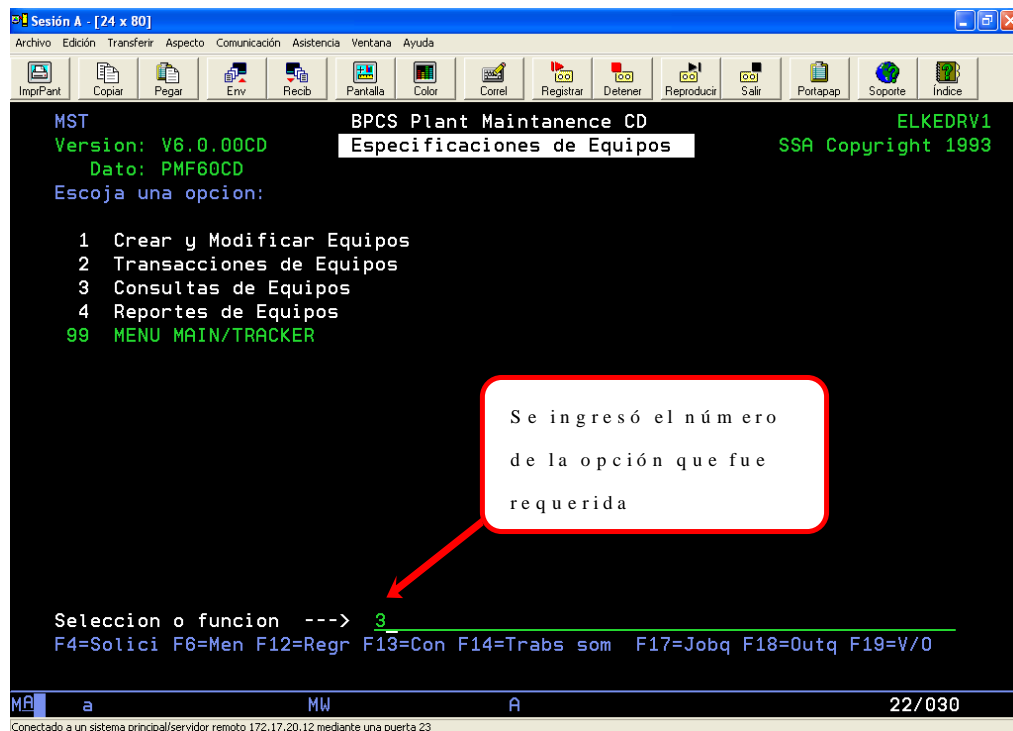 Sesión A - [24 x 80]
Archivo Edición Transferir Aspecto Comunicación Asistencia Ventana Ayuda
ImprPant Copiar Pegar Env Recib Pantalla Color Correl Registrar Detener Reproducir Salir Portapap Soporte Índice
MST BPCS Plant Maintanence CD ELKEDRV1
Version: V6.0.00CD Especificaciones de Equipos SSA Copyright 1993
Dato: PMF60CD
Escoja una opcion:
1 Crear y Modificar Equipos
2 Transacciones de Equipos
3 Consultas de Equipos
4 Reportes de Equipos
99 MENU MAIN/TRACKER
Se ingresó el número
de la opción que fue
requerida
Seleccion o funcion ---> 3
F4=Solici F6=Men F12=Regr F13=Con F14=Trabs som F17=Jobq F18=Outq F19=V/O
MA a MW A 22/030
Conectado a un sistema principal/servidor remoto 172.17.20.12 mediante una puerta 23